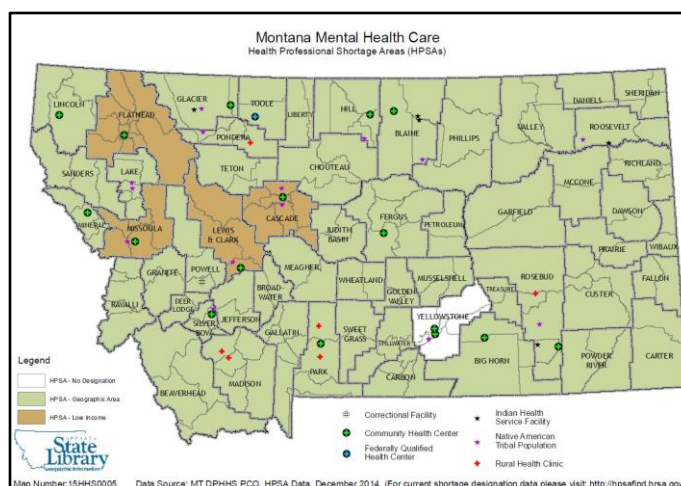 Montana Mental Health Care
Health Professional Shortage Areas (HPSAs)
LINCOLN
FLATHEAD
GLACIER
TOOLE
LIBERTY
HILL
BLAINE
PHILLIPS
VALLEY
DANIELS
SHERIDAN
ROOSEVELT
PONDERA
TETON
CHOUTEAU
SANDERS
LAKE
RICHLAND
MCCONE
GARFIELD
DAWSON
MINERAL
MISSOULA
LEWIS
& CLARK
CASCADE
JUDITH
BASIN
FERGUS
PETROLEUM
PRAIRIE
WIBAUX
POWELL
GRANITE
MEAGHER
WHEATLAND
GOLDEN
VALLEY
MUSSELSHELL
ROSEBUD
TREASURE
CUSTER
FALLON
RAVALLI
DEER
LODGE
BROAD-
WATER
JEFFERSON
SILVER
BOW
GALLATIN
SWEET
GRASS
STILLWATER
YELLOWSTONE
BIG HORN
POWDER
RIVER
CARTER
BEAVERHEAD
MADISON
PARK
CARBON
Legend
HPSA - No Designation
HPSA - Geographic Area
HPSA - Low Income
Correctional Facility
Community Health Center
Federally Qualified
Health Center
Indian Health
Service Facility
Native American
Tribal Population
Rural Health Clinic
MONTANA
State
Library
Geographic Information
Map Number:15HHS0005
Data Source: MT DPHHS PCO, HPSA Data, December 2014. (For current shortage designation data please visit: http://hpsafind.hrsa.gov